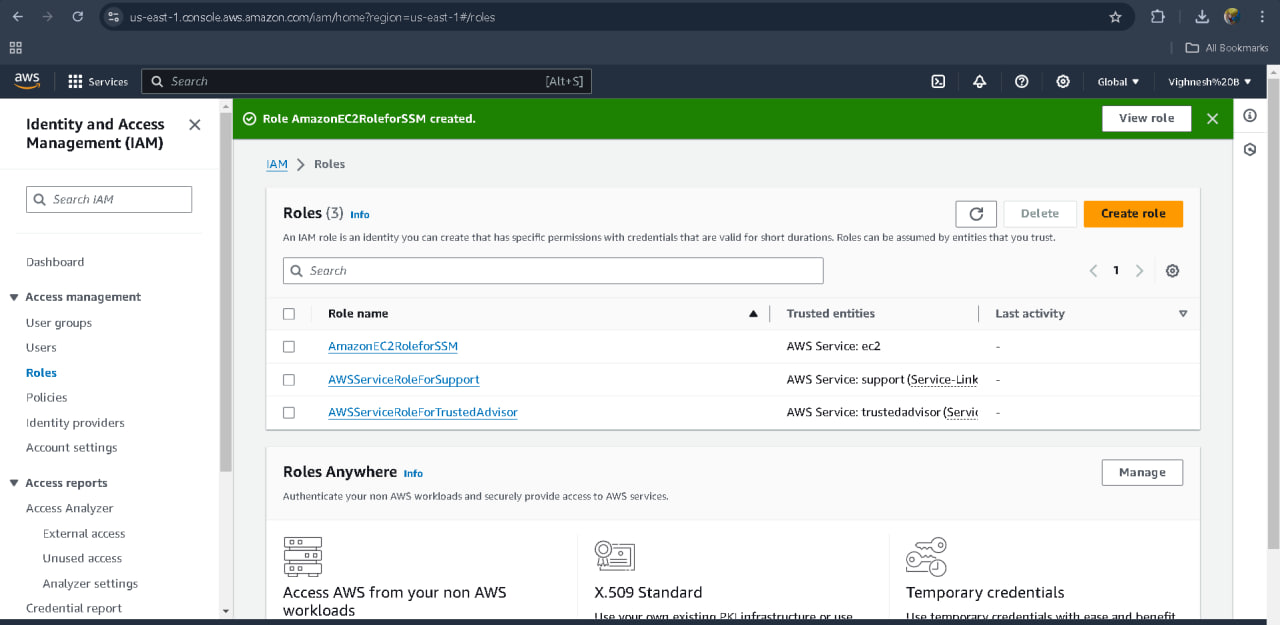 us-east-1.console.aws.amazon.com/iam/home?region=us-east-1#/roles
All Bookmarks
aws
Services
Search
[Alt+S]
Global
Vighnesh%20B
Identity and Access
Management (IAM)
Search IAM
Dashboard
Access management
User groups
Users
Roles
Policies
Identity providers
Account settings
Access reports
Access Analyzer
External access
Unused access
Analyzer settings
Credential report
Role AmazonEC2RoleforSSM created.
View role
IAM > Roles
Roles (3) Info
Delete
Create role
An IAM role is an identity you can create that has specific permissions with credentials that are valid for short durations. Roles can be assumed by entities that you trust.
Search
1
Role name Trusted entities Last activity
AmazonEC2RoleforSSM AWS Service: ec2 -
AWSServiceRoleForSupport AWS Service: support (Service-Link -
AWSServiceRoleForTrustedAdvisor AWS Service: trustedadvisor (Servic -
Roles Anywhere Info
Manage
Authenticate your non AWS workloads and securely provide access to AWS services.
Access AWS from your non AWS
workloads
X.509 Standard
Use your own existing PKI infrastructure or use
Temporary credentials
Use temporary credentials with ease and benefit